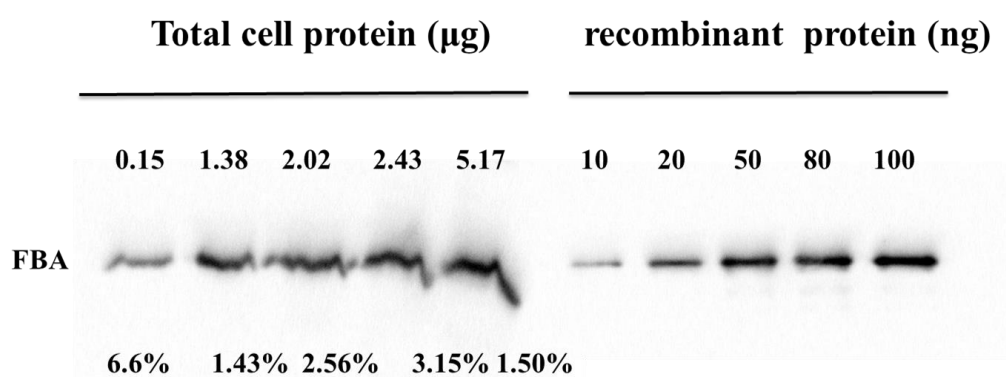 Total cell protein (µg) recombinant protein (ng)
0.15 1.38 2.02 2.43 5.17 10 20 50 80 100
FBA
6.6% 1.43% 2.56% 3.15% 1.50%